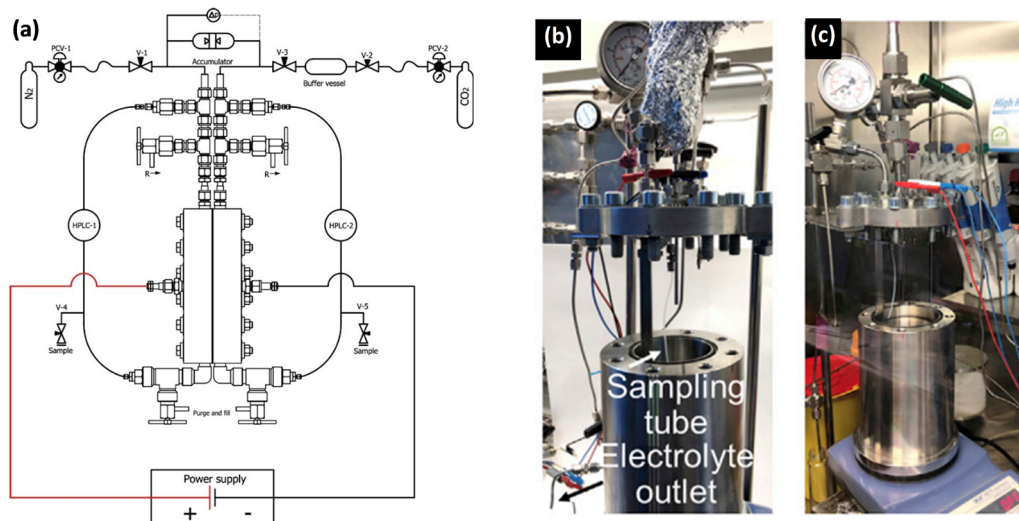 (a)
ΔP
PCV-1
V-1
Accumulator
V-3
V-2
PCV-2
N2
Buffer vessel
CO2
R
R
HPLC-1
HPLC-2
V-4
V-5
Sample
Sample
Purge and fill
Power supply
+ -
(b)
Sampling
tube
Electrolyte
outlet
(c)